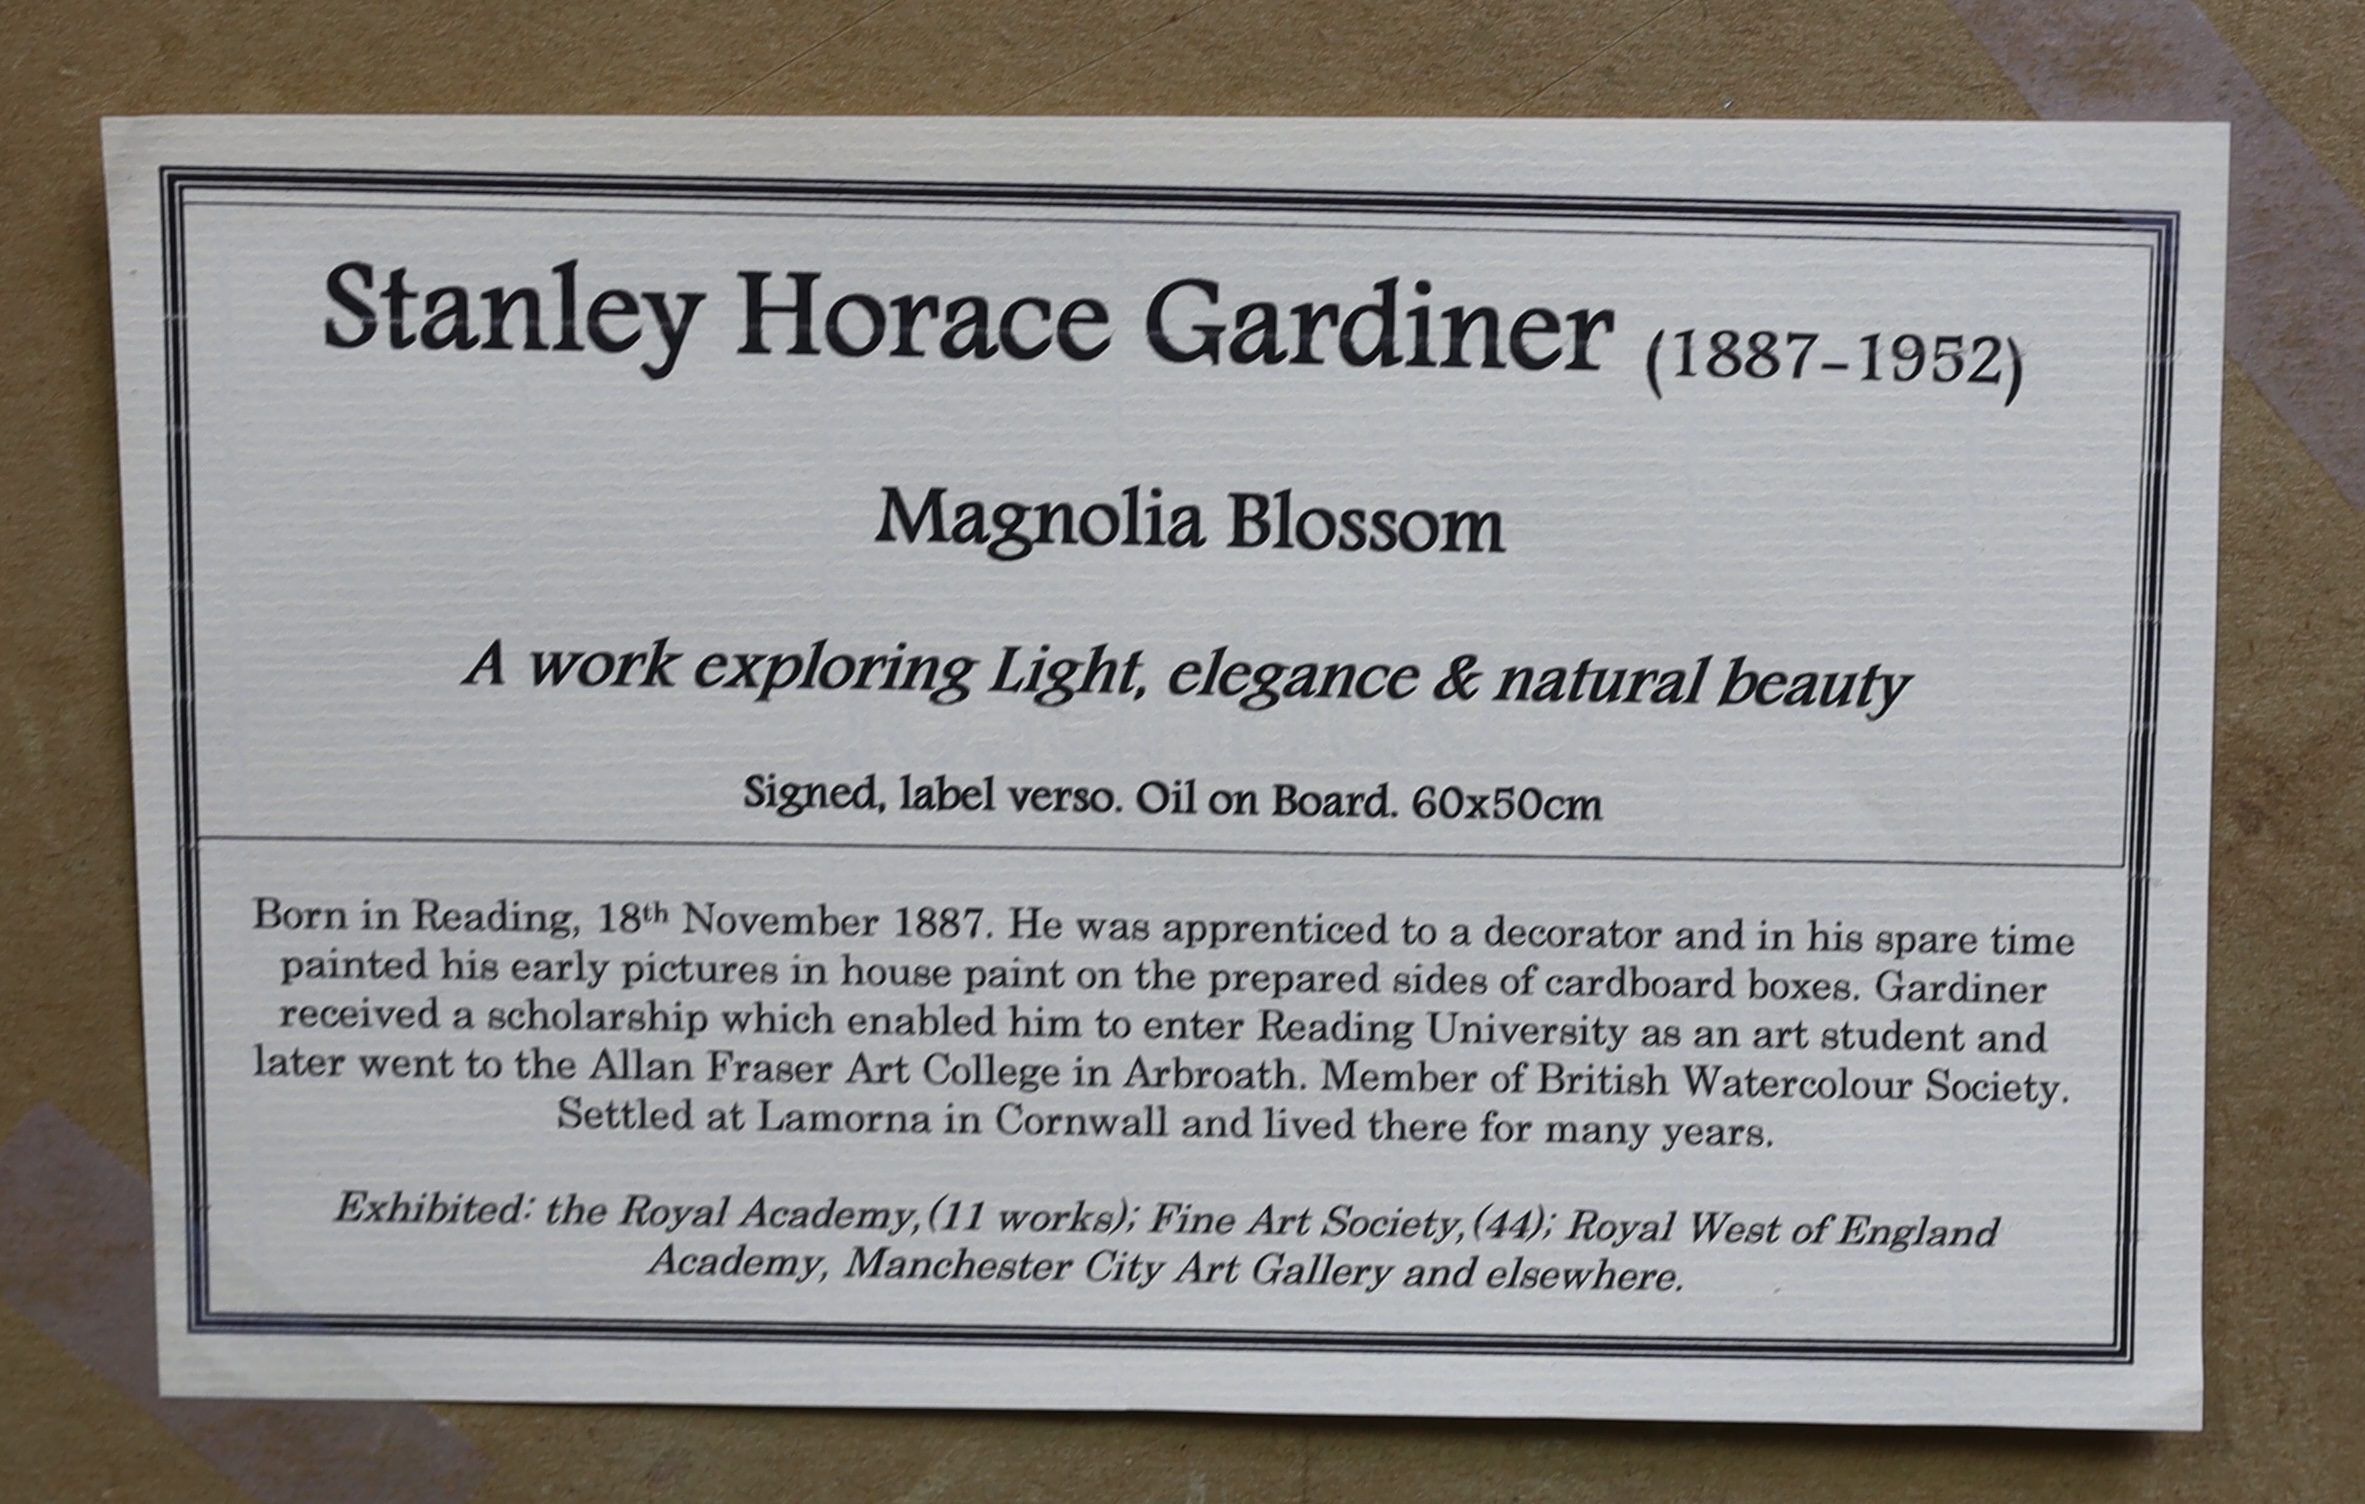 Stanley Horace Gardiner (1887-1952)
Magnolia Blossom
A work exploring Light, elegance & natural beauty
Signed, label verso. Oil on Board. 60x50cm
Born in Reading, 18th November 1887. He was apprenticed to a decorator and in his spare time
painted his early pictures in house paint on the prepared sides of cardboard boxes. Gardiner
received a scholarship which enabled him to enter Reading University as an art student and
later went to the Allan Fraser Art College in Arbroath. Member of British Watercolour Society.
Settled at Lamorna in Cornwall and lived there for many years.
Exhibited: the Royal Academy,(11 works); Fine Art Society,(44); Royal West of England
Academy, Manchester City Art Gallery and elsewhere.